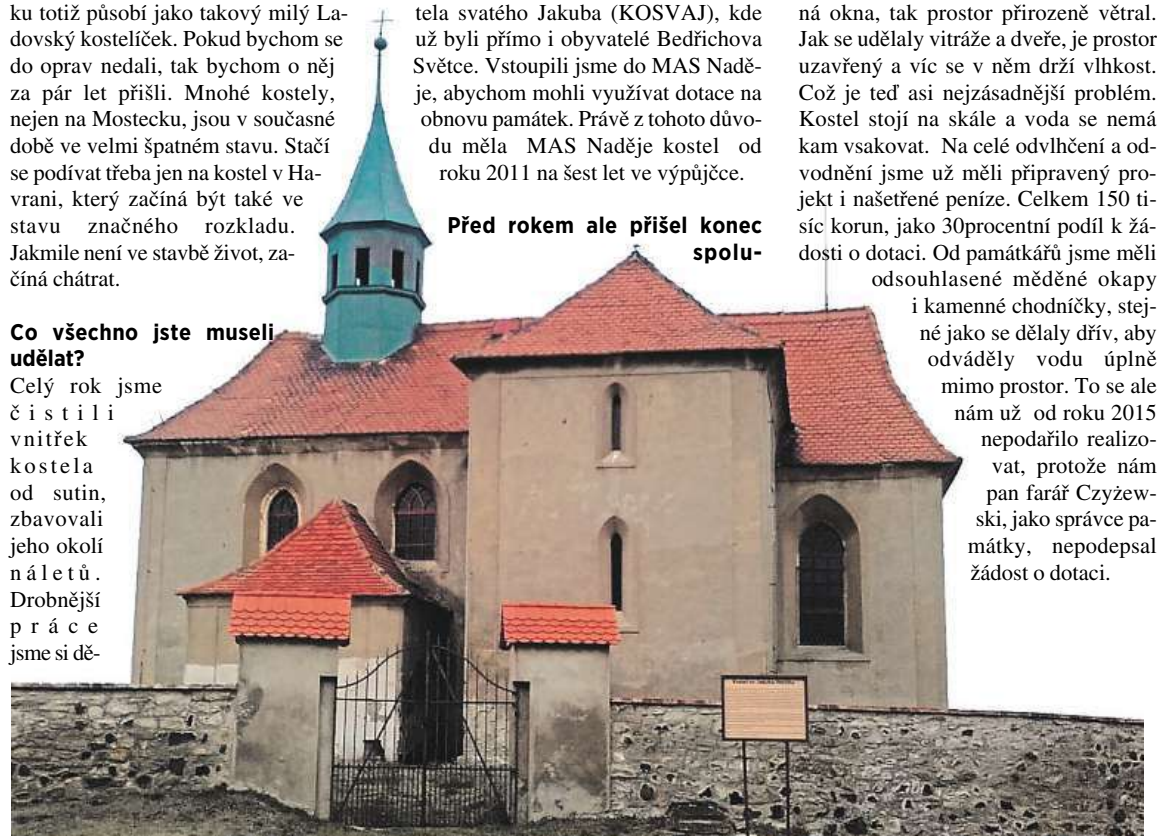 ku totiž působí jako takový milý La-
dovský kostelíček. Pokud bychom se
do oprav nedali, tak bychom o něj
za pár let přišli. Mnohé kostely,
nejen na Mostecku, jsou v současné
době ve velmi špatném stavu. Stačí
se podívat třeba jen na kostel v Ha-
vrani, který začíná být také ve
stavu značného rozkladu.
Jakmile není ve stavbě život, za-
číná chátrat.
Co všechno jste museli
udělat?
Celý rok jsme
čistili
vnitřek
kostela
od sutin,
zbavovali
jeho okolí
náletů.
Drobnější
práce
jsme si dě-
tela svatého Jakuba (KOSVAJ), kde
už byli přímo i obyvatelé Bedřichova
Světce. Vstoupili jsme do MAS Nadě-
je, abychom mohli využívat dotace na
obnovu památek. Právě z tohoto důvo-
du měla MAS Naděje kostel od
roku 2011 na šest let ve výpůjčce.
Před rokem ale přišel konec
spolu-
ná okna, tak prostor přirozeně větral.
Jak se udělaly vitráže a dveře, je prostor
uzavřený a víc se v něm drží vlhkost.
Což je teď asi nejzásadnější problém.
Kostel stojí na skále a voda se nemá
kam vsakovat. Na celé odvlhčení a od-
vodnění jsme už měli připravený pro-
jekt i našetřené peníze. Celkem 150 ti-
síc korun, jako 30procentní podíl k žá-
dosti o dotaci. Od památkářů jsme měli
odsouhlasené měděné okapy
i kamenné chodníčky, stej-
né jako se dělaly dřív, aby
odváděly vodu úplně
mimo prostor. To se ale
nám už od roku 2015
nepodařilo realizo-
vat, protože nám
pan farář Czyżew-
ski, jako správce pa-
mátky, nepodepsal
žádost o dotaci.